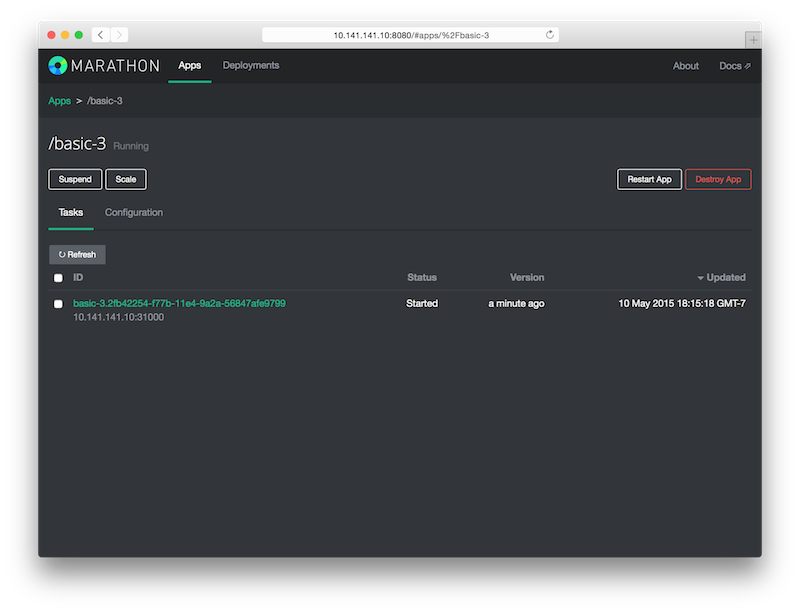 10.141.141.10:8080/#apps/%2Fbasic-3
MARATHON Apps Deployments About Docs
Apps > /basic-3
/basic-3 Running
Suspend Scale Restart App Destroy App
Tasks Configuration
Refresh
ID Status Version Updated
basic-3.2fb42254-f77b-11e4-9a2a-56847afe9799 Started a minute ago 10 May 2015 18:15:18 GMT-7
10.141.141.10:31000